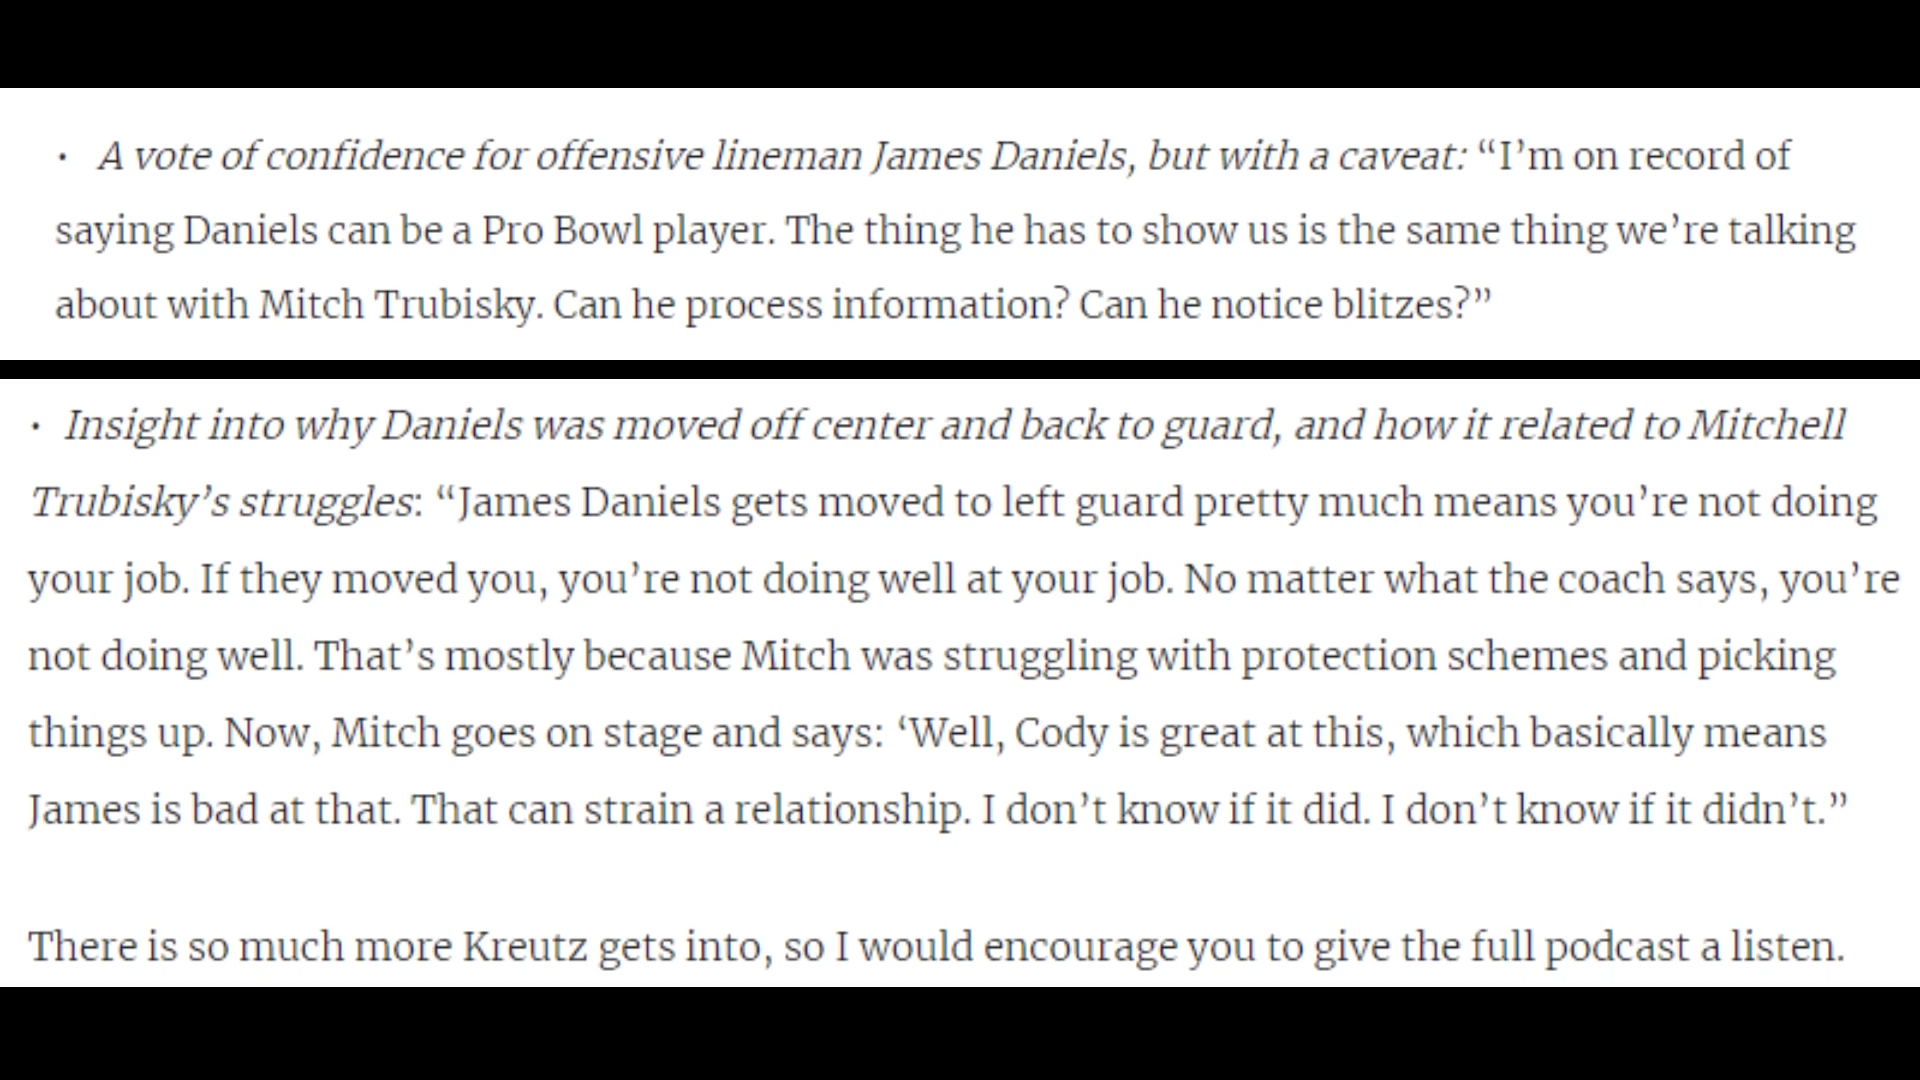 · A vote of confidence for offensive lineman James Daniels, but with a caveat: “I’m on record of
saying Daniels can be a Pro Bowl player. The thing he has to show us is the same thing we’re talking
about with Mitch Trubisky. Can he process information? Can he notice blitzes?”
· Insight into why Daniels was moved off center and back to guard, and how it related to Mitchell
Trubisky’s struggles: “James Daniels gets moved to left guard pretty much means you’re not doing
your job. If they moved you, you’re not doing well at your job. No matter what the coach says, you’re
not doing well. That’s mostly because Mitch was struggling with protection schemes and picking
things up. Now, Mitch goes on stage and says: ‘Well, Cody is great at this, which basically means
James is bad at that. That can strain a relationship. I don’t know if it did. I don’t know if it didn’t.”
There is so much more Kreutz gets into, so I would encourage you to give the full podcast a listen.